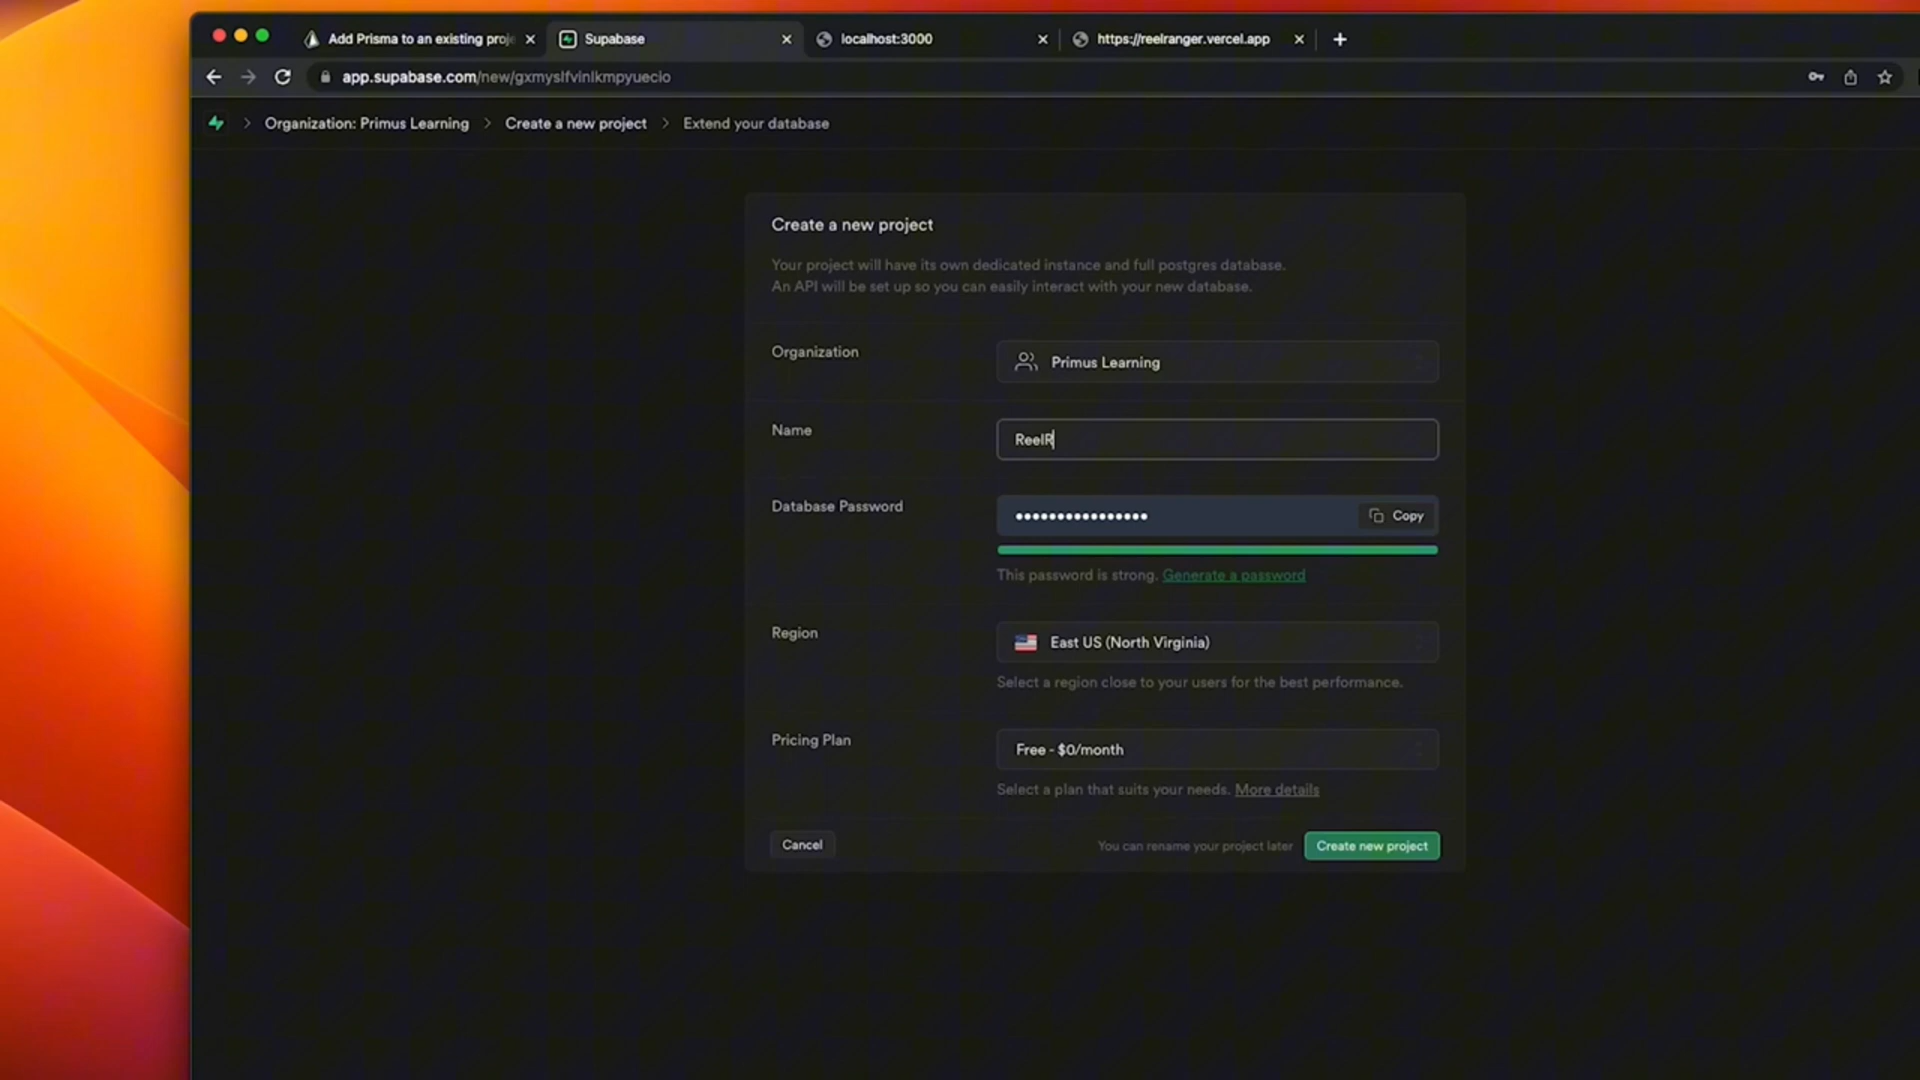 Add Prisma to an existing proje
Supabase
localhost:3000
https://reelranger.vercel.app
app.supabase.com/new/gxmyslfvinlkmpyuecio
Organization: Primus Learning
Create a new project
Extend your database
Create a new project
Your project will have its own dedicated instance and full postgres database.
An API will be set up so you can easily interact with your new database.
Organization
Primus Learning
Name
ReelR
Database Password
Copy
This password is strong. Generate a password
Region
East US (North Virginia)
Select a region close to your users for the best performance.
Pricing Plan
Free - $0/month
Select a plan that suits your needs. More details
Cancel
You can rename your project later
Create new project